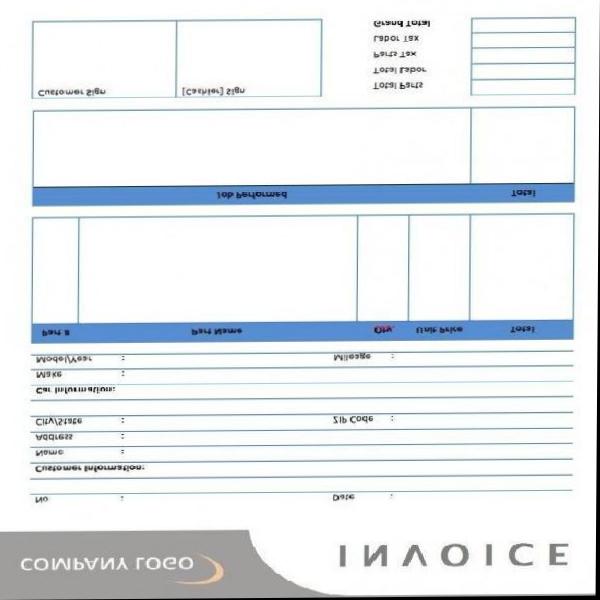 COMPANY LOGO
INVOICE
No :
Date :
Customer Information:
Name :
Address :
City/State :
ZIP Code :
Car Information:
Make :
Model/Year :
Mileage :
Part # Part Name Qty. Unit Price Total
Job Performed Total
Customer Sign
[Cashier] Sign
Total Parts
Total Labor
Parts Tax
Labor Tax
Grand Total